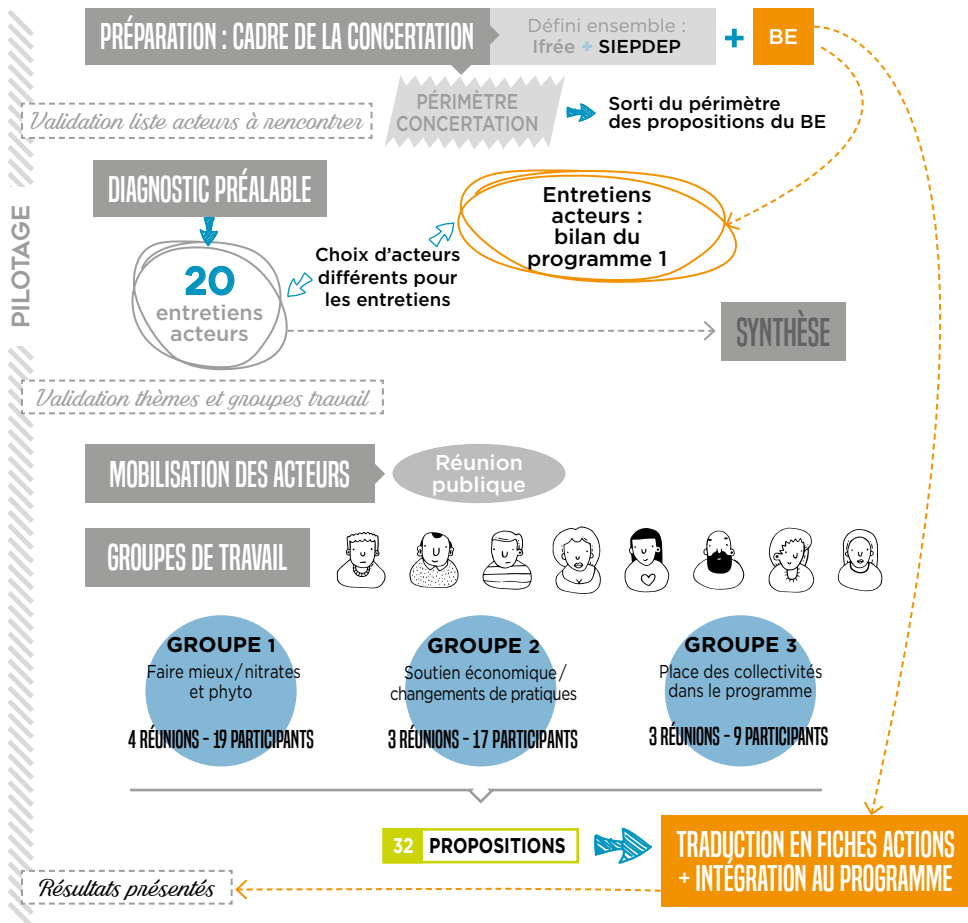 PRÉPARATION : CADRE DE LA CONCERTATION
Défini ensemble :
Ifrée + SIEPDEP
+
BE
PÉRIMÈTRE
CONCERTATION
Sorti du périmètre
des propositions du BE
Validation liste acteurs à rencontrer
PILOTAGE
DIAGNOSTIC PRÉALABLE
Entretiens
acteurs :
bilan du
programme 1
Choix d'acteurs
différents pour
les entretiens
20
entretiens
acteurs
SYNTHÈSE
Validation thèmes et groupes travail
MOBILISATION DES ACTEURS
Réunion
publique
GROUPES DE TRAVAIL
GROUPE 1
Faire mieux / nitrates
et phyto
4 RÉUNIONS - 19 PARTICIPANTS
GROUPE 2
Soutien économique /
changements de pratiques
3 RÉUNIONS - 17 PARTICIPANTS
GROUPE 3
Place des collectivités
dans le programme
3 RÉUNIONS - 9 PARTICIPANTS
32 PROPOSITIONS
TRADUCTION EN FICHES ACTIONS
+ INTÉGRATION AU PROGRAMME
Résultats présentés